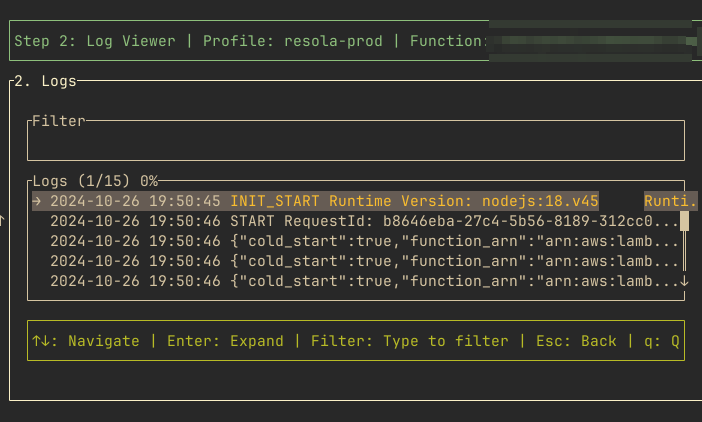 Step 2: Log Viewer | Profile: resola-prod | Function:
2. Logs
Filter
Logs (1/15) 0%
→ 2024-10-26 19:50:45 INIT_START Runtime Version: nodejs:18.v45 Runti.
↑ 2024-10-26 19:50:46 START RequestId: b8646eba-27c4-5b56-8189-312cc0...
2024-10-26 19:50:46 {"cold_start":true,"function_arn":"arn:aws:lamb...
2024-10-26 19:50:46 {"cold_start":true,"function_arn":"arn:aws:lamb...
2024-10-26 19:50:46 {"cold_start":true,"function_arn":"arn:aws:lamb...↓
↑↓: Navigate | Enter: Expand | Filter: Type to filter | Esc: Back | q: Q